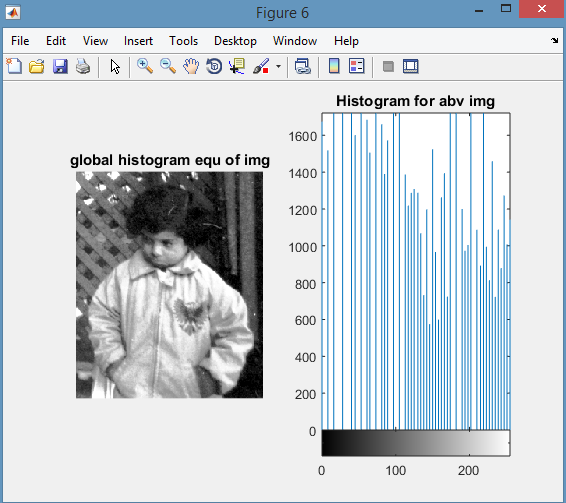 Figure 6
File Edit View Insert Tools Desktop Window Help
global histogram equ of img
Histogram for abv img
1600
1400
1200
1000
800
600
400
200
0
0 100 200